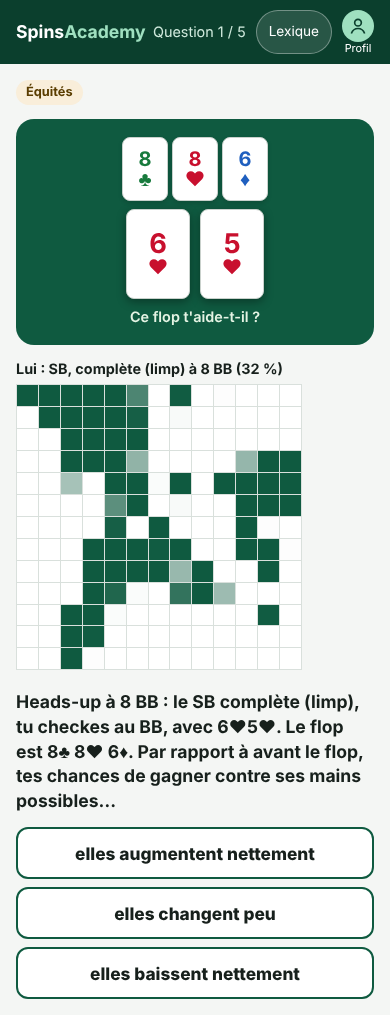 SpinsAcademy Question 1 / 5 Lexique
Profil
Équités
8 8 6
♣ ♥ ♦
6 5
♥ ♥
Ce flop t'aide-t-il ?
Lui : SB, complète (limp) à 8 BB (32 %)
Heads-up à 8 BB : le SB complète (limp),
tu checkes au BB, avec 6♥5♥. Le flop
est 8♣ 8♥ 6♦. Par rapport à avant le flop,
tes chances de gagner contre ses mains
possibles…
elles augmentent nettement
elles changent peu
elles baissent nettement